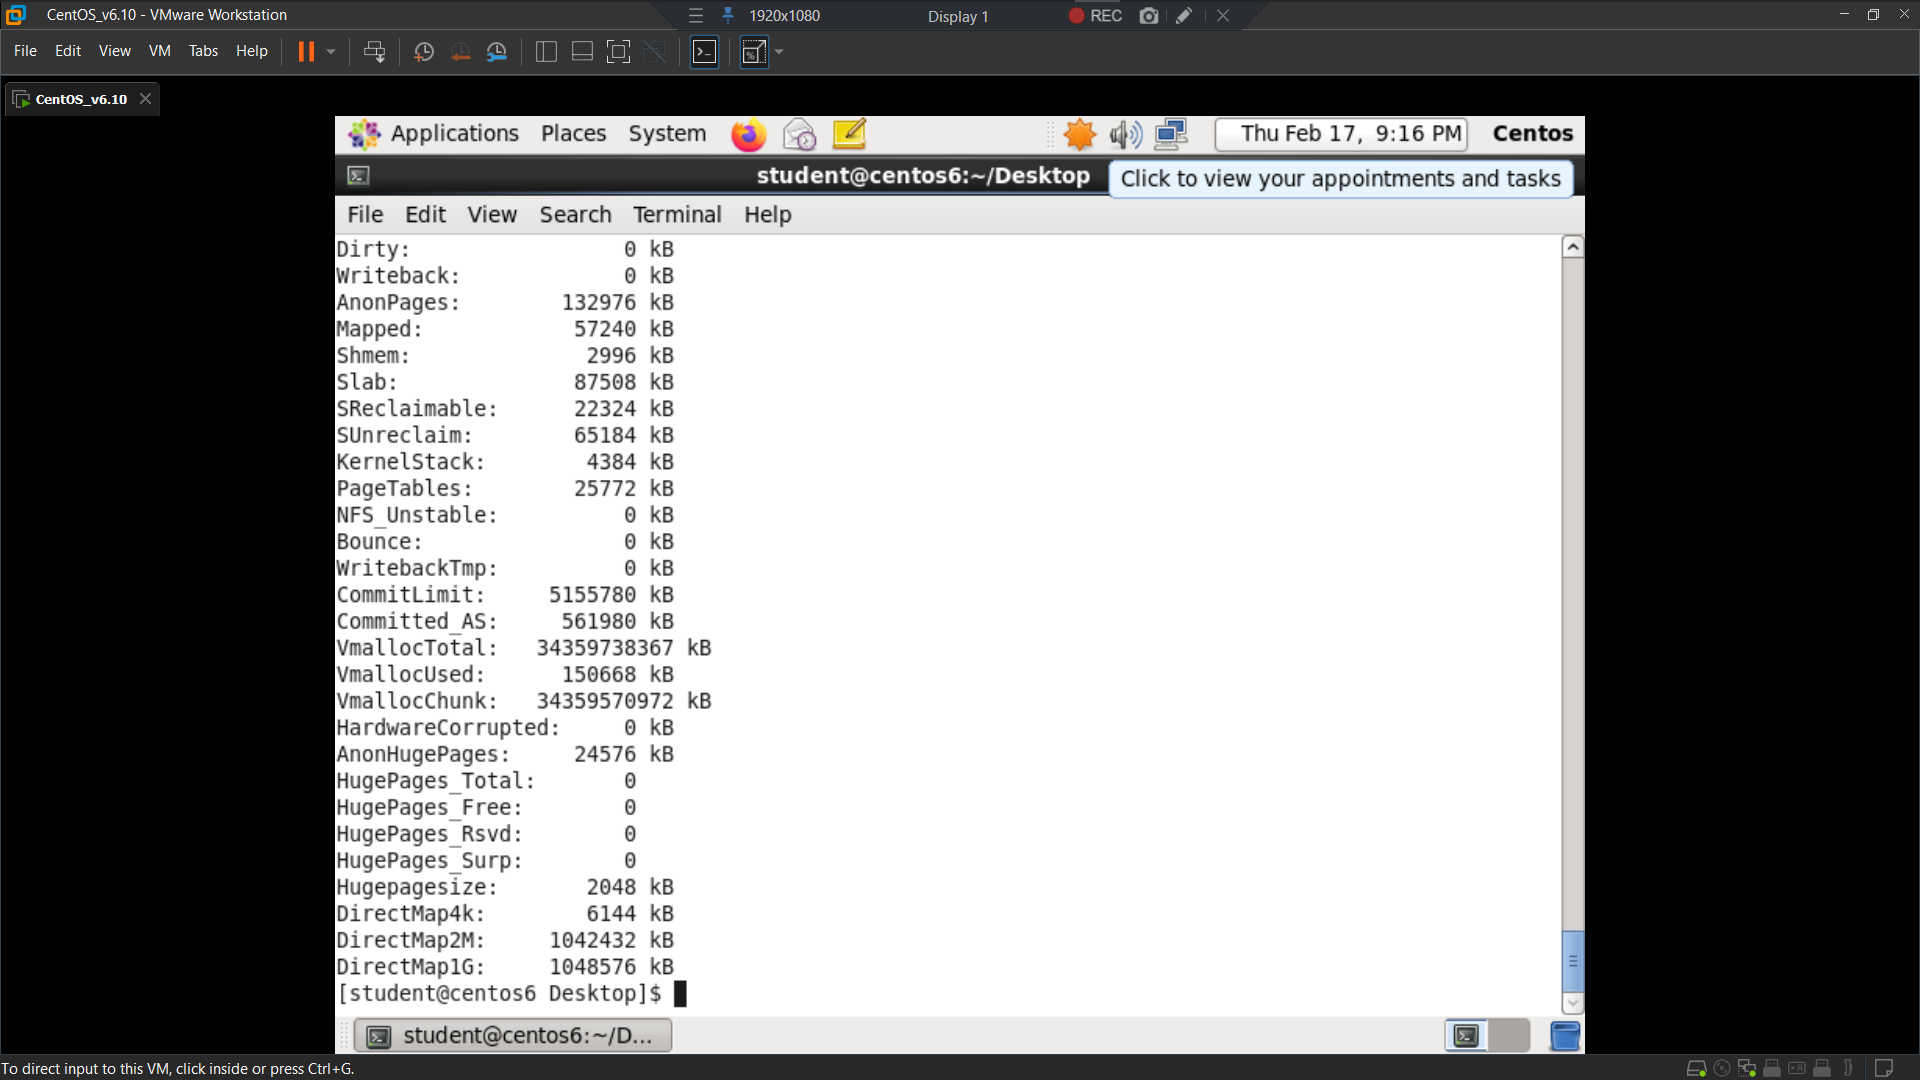 CentOS_v6.10 - VMware Workstation
1920x1080
Display 1
REC
File Edit View VM Tabs Help
CentOS_v6.10
Applications Places System
Thu Feb 17, 9:16 PM
Centos
student@centos6:~/Desktop
Click to view your appointments and tasks
File Edit View Search Terminal Help
Dirty: 0 kB
Writeback: 0 kB
AnonPages: 132976 kB
Mapped: 57240 kB
Shmem: 2996 kB
Slab: 87508 kB
SReclaimable: 22324 kB
SUnreclaim: 65184 kB
KernelStack: 4384 kB
PageTables: 25772 kB
NFS_Unstable: 0 kB
Bounce: 0 kB
WritebackTmp: 0 kB
CommitLimit: 5155780 kB
Committed_AS: 561980 kB
VmallocTotal: 34359738367 kB
VmallocUsed: 150668 kB
VmallocChunk: 34359570972 kB
HardwareCorrupted: 0 kB
AnonHugePages: 24576 kB
HugePages_Total: 0
HugePages_Free: 0
HugePages_Rsvd: 0
HugePages_Surp: 0
Hugepagesize: 2048 kB
DirectMap4k: 6144 kB
DirectMap2M: 1042432 kB
DirectMap1G: 1048576 kB
[student@centos6 Desktop]$
student@centos6:~/D...
To direct input to this VM, click inside or press Ctrl+G.